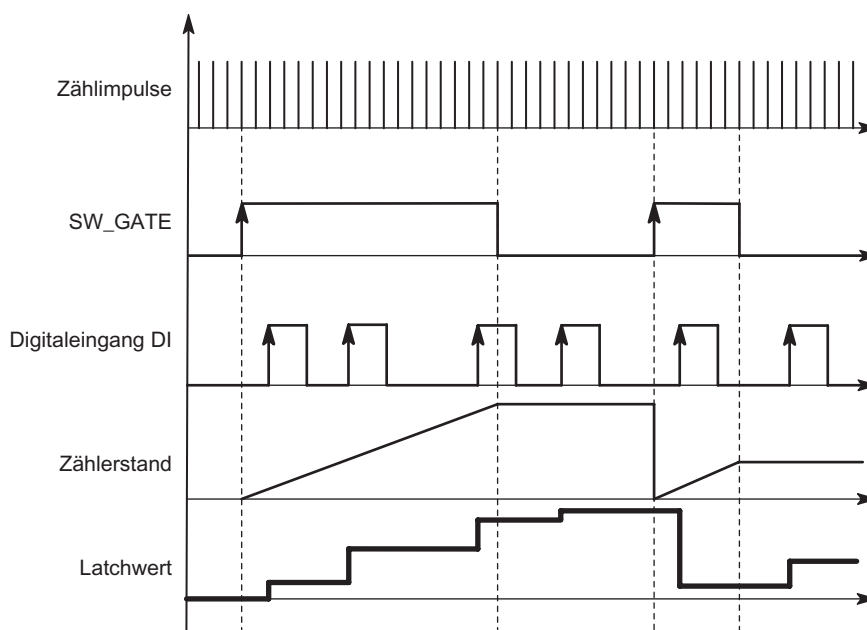 Zählimpulse
SW_GATE
Digitaleingang DI
Zählerstand
Latchwert